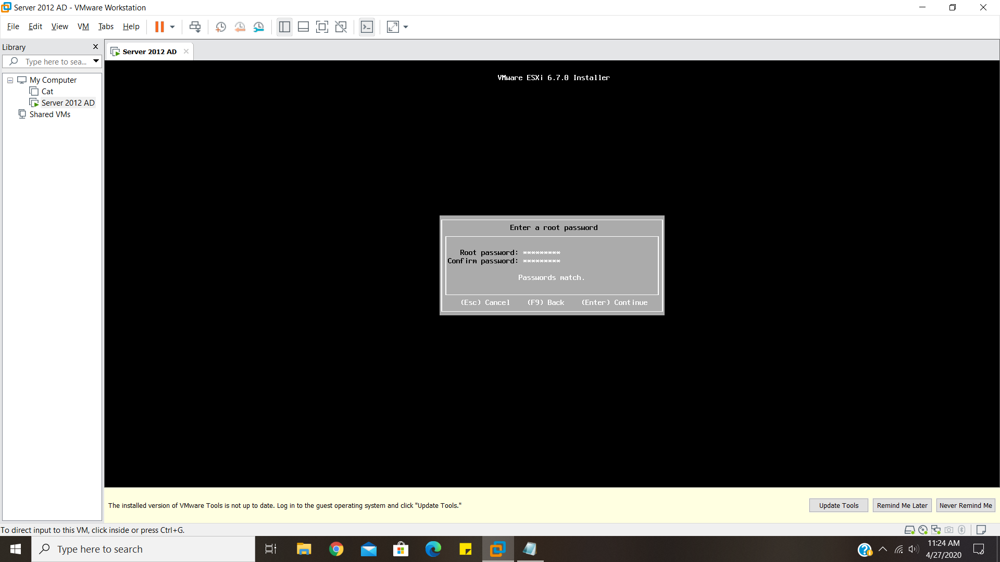 Server 2012 AD - VMware Workstation
File Edit View VM Tabs Help
Library
Type here to sea...
My Computer
Cat
Server 2012 AD
Shared VMs
Server 2012 AD
VMware ESXi 6.7.0 Installer
Enter a root password
Root password: *********
Confirm password: *********
Passwords match.
(Esc) Cancel (F9) Back (Enter) Continue
The installed version of VMware Tools is not up to date. Log in to the guest operating system and click "Update Tools."
Update Tools Remind Me Later Never Remind Me
To direct input to this VM, click inside or press Ctrl+G.
Type here to search
11:24 AM
4/27/2020